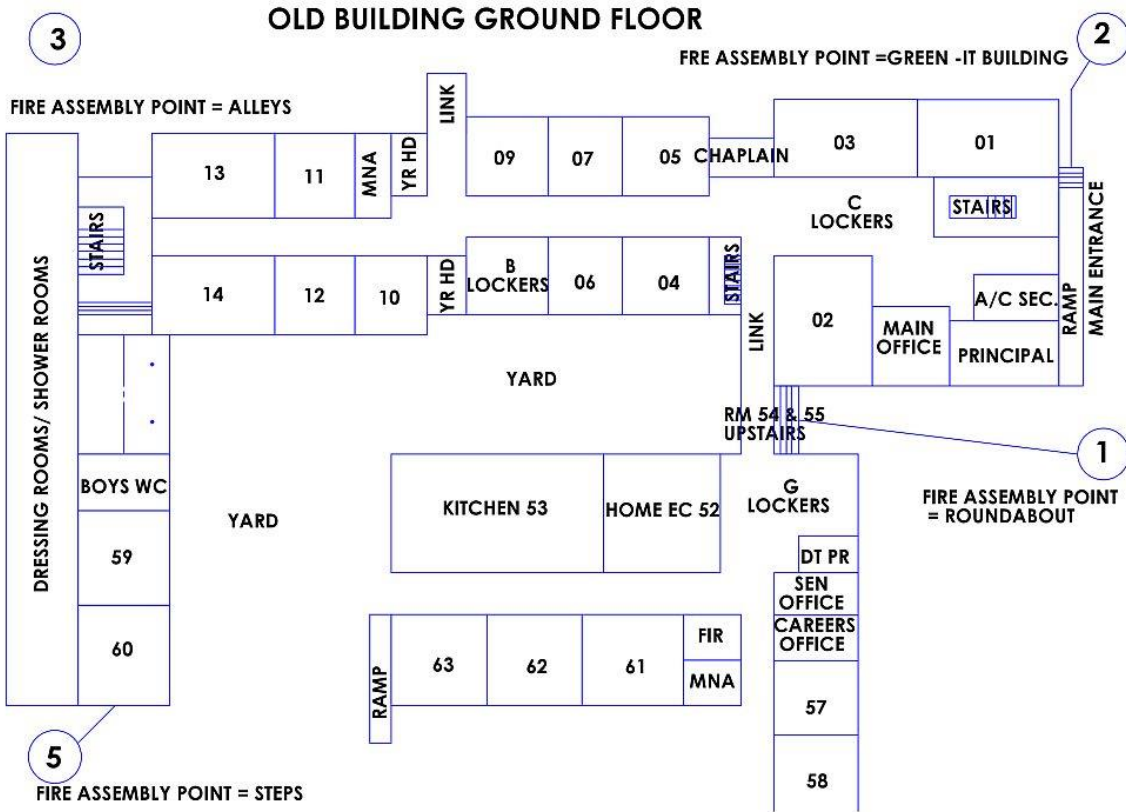 OLD BUILDING GROUND FLOOR
3
2
FRE ASSEMBLY POINT =GREEN -IT BUILDING
FIRE ASSEMBLY POINT = ALLEYS
LINK
13
11
MNA
YR HD
09
07
05
CHAPLAIN
03
01
STAIRS
C
LOCKERS
STAIRS
MAIN ENTRANCE
RAMP
DRESSING ROOMS/ SHOWER ROOMS
14
12
10
YR HD
B
LOCKERS
06
04
STAIRS
LINK
02
A/C SEC.
MAIN
OFFICE
PRINCIPAL
YARD
RM 54 & 55
UPSTAIRS
1
FIRE ASSEMBLY POINT
= ROUNDABOUT
BOYS WC
YARD
KITCHEN 53
HOME EC 52
G
LOCKERS
59
DT PR
SEN
OFFICE
CAREERS
OFFICE
60
RAMP
63
62
61
FIR
MNA
57
58
5
FIRE ASSEMBLY POINT = STEPS